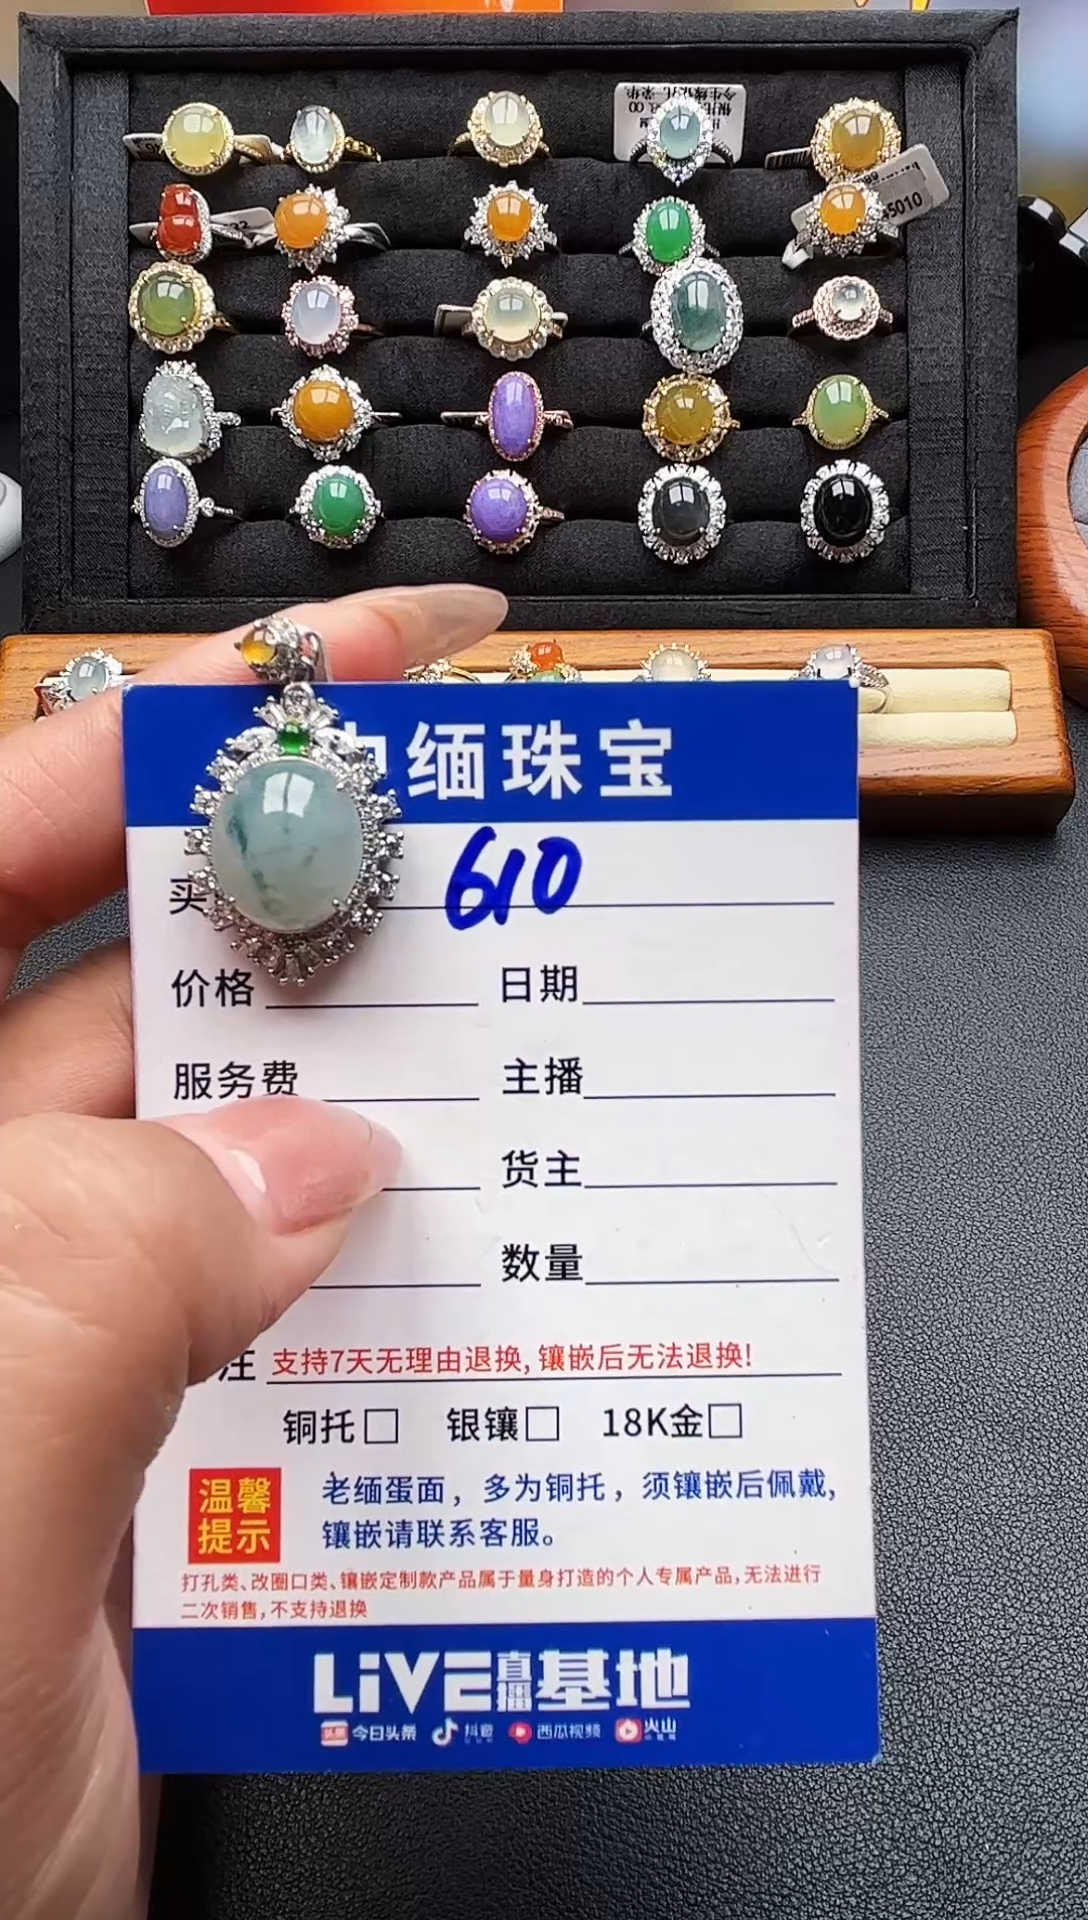 缅珠宝
买 610
价格 日期
服务费 主播
货主
数量
注 支持7天无理由退换,镶嵌后无法退换!
铜托□ 银镶□ 18K金□
温馨提示
老缅蛋面，多为铜托，须镶嵌后佩戴,
镶嵌请联系客服。
打孔类、改圈口类、镶嵌定制款产品属于量身打造的个人专属产品,无法进行
二次销售,不支持退换
LiVE直播基地
头条 今日头条 抖音 西瓜视频 火山